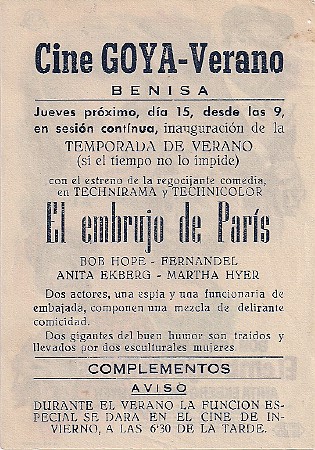 Cine GOYA-Verano
BENISA
Jueves próximo, día 15, desde las 9,
en sesión contínua, inauguración de la
TEMPORADA DE VERANO
(si el tiempo no lo impide)
con el estreno de la regocijante comedia,
en TECHNIRAMA y TECHNICOLOR
El embrujo de París
BOB HOPE - FERNANDEL
ANITA EKBERG - MARTHA HYER
Dos actores, una espía y una funcionaria de
embajada, componen una mezcla de delirante
comicidad.
Dos gigantes del buen humor son traídos y
llevados por dos esculturales mujeres.
COMPLEMENTOS
AVISO
DURANTE EL VERANO LA FUNCION ES-
PECIAL SE DARA EN EL CINE DE IN-
VIERNO, A LAS 6'30 DE LA TARDE.